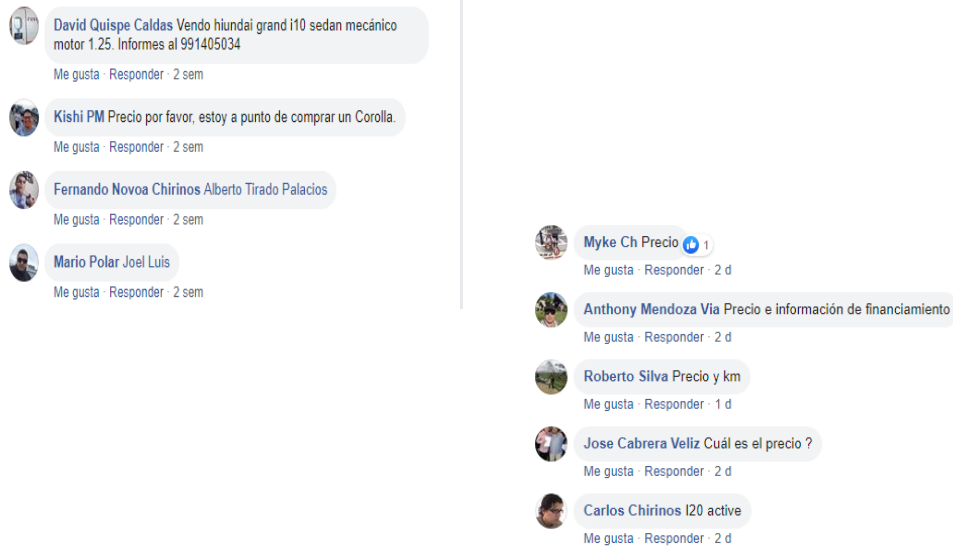 David Quispe Caldas Vendo hiundai grand i10 sedan mecánico
motor 1.25. Informes al 991405034
Me gusta · Responder · 2 sem
Kishi PM Precio por favor, estoy a punto de comprar un Corolla.
Me gusta · Responder · 2 sem
Fernando Novoa Chirinos Alberto Tirado Palacios
Me gusta · Responder · 2 sem
Mario Polar Joel Luis
Me gusta · Responder · 2 sem
Myke Ch Precio 1
Me gusta · Responder · 2 d
Anthony Mendoza Via Precio e información de financiamiento
Me gusta · Responder · 2 d
Roberto Silva Precio y km
Me gusta · Responder · 1 d
Jose Cabrera Veliz Cuál es el precio ?
Me gusta · Responder · 2 d
Carlos Chirinos I20 active
Me gusta · Responder · 2 d